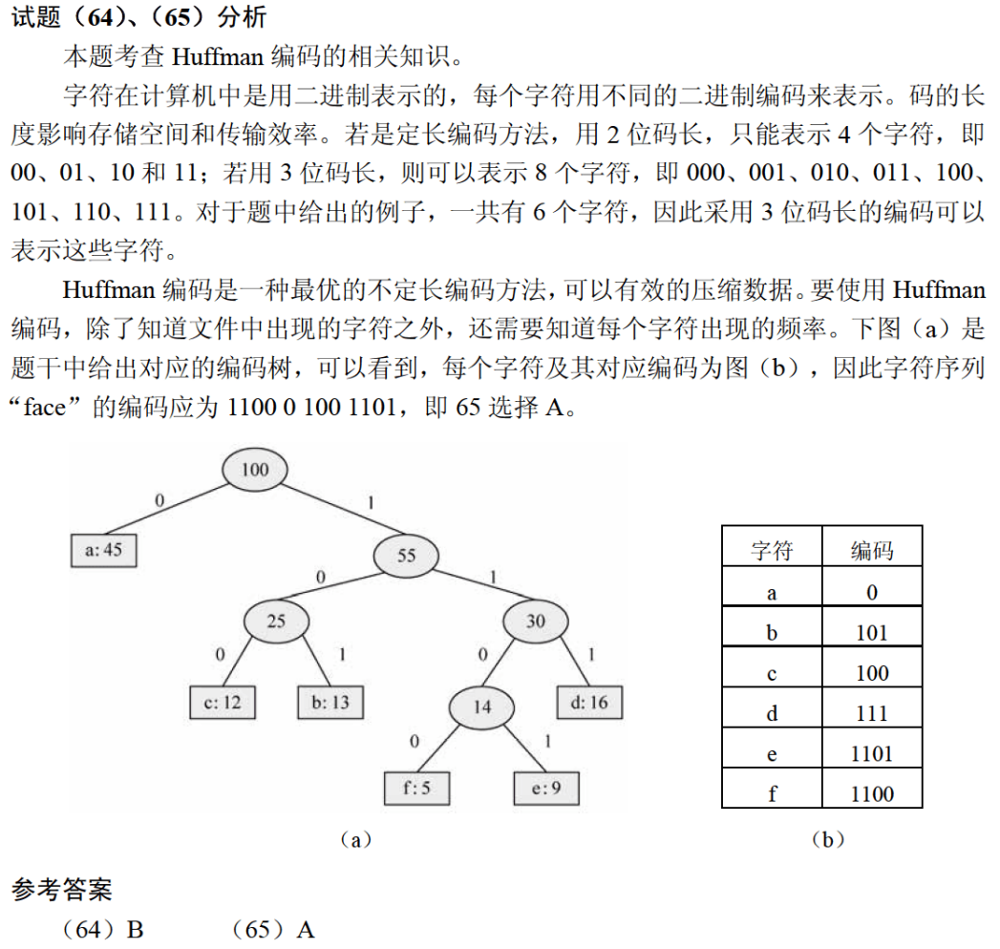 试题（64）、（65）分析
本题考查 Huffman 编码的相关知识。
字符在计算机中是用二进制表示的，每个字符用不同的二进制编码来表示。码的长
度影响存储空间和传输效率。若是定长编码方法，用 2 位码长，只能表示 4 个字符，即
00、01、10 和 11；若用 3 位码长，则可以表示 8 个字符，即 000、001、010、011、100、
101、110、111。对于题中给出的例子，一共有 6 个字符，因此采用 3 位码长的编码可以
表示这些字符。
Huffman 编码是一种最优的不定长编码方法，可以有效的压缩数据。要使用 Huffman
编码，除了知道文件中出现的字符之外，还需要知道每个字符出现的频率。下图（a）是
题干中给出对应的编码树，可以看到，每个字符及其对应编码为图（b），因此字符序列
“face”的编码应为 1100 0 100 1101，即 65 选择 A。
100
0 1
a: 45 55
0 1
25 30
0 1 0 1
c: 12 b: 13 14 d: 16
0 1
f: 5 e: 9
（a）
字符 编码
a 0
b 101
c 100
d 111
e 1101
f 1100
（b）
参考答案
（64）B （65）A